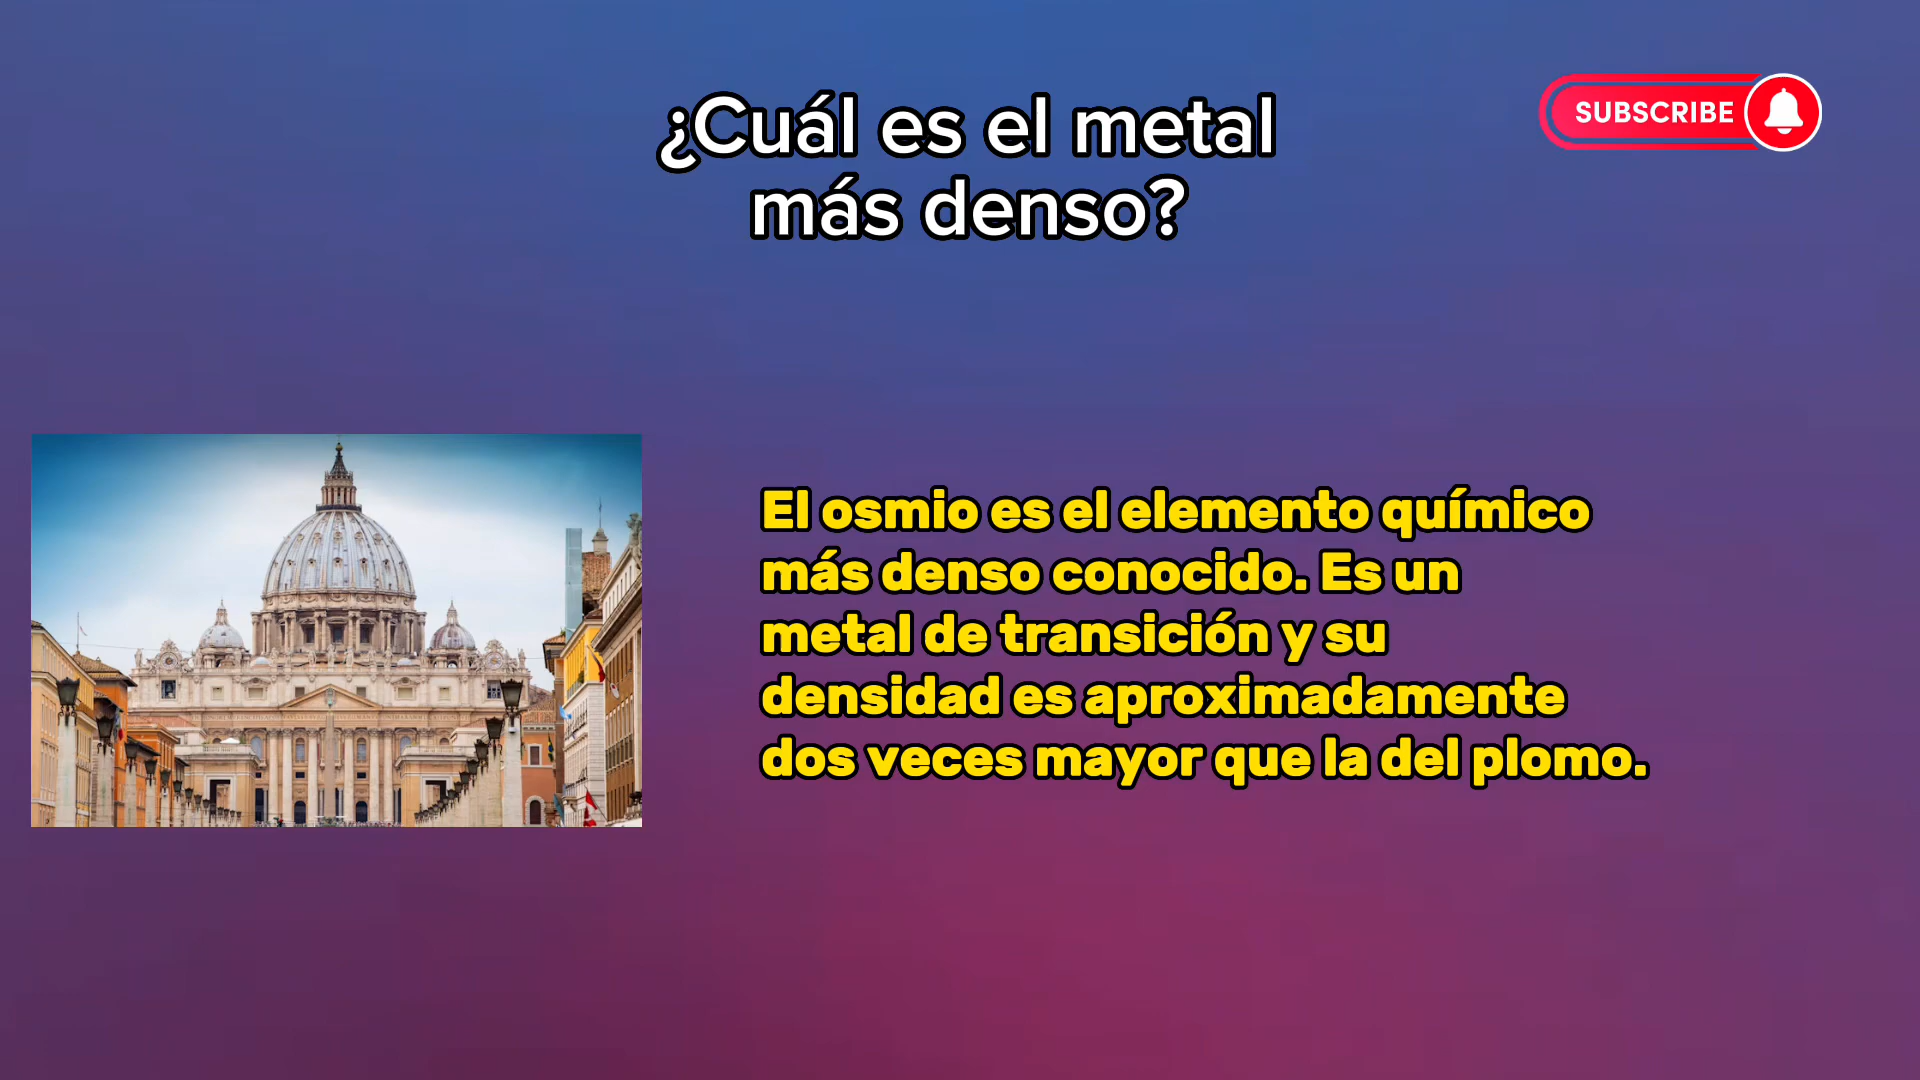 ¿Cuál es el metal
más denso?
SUBSCRIBE
El osmio es el elemento químico
más denso conocido. Es un
metal de transición y su
densidad es aproximadamente
dos veces mayor que la del plomo.